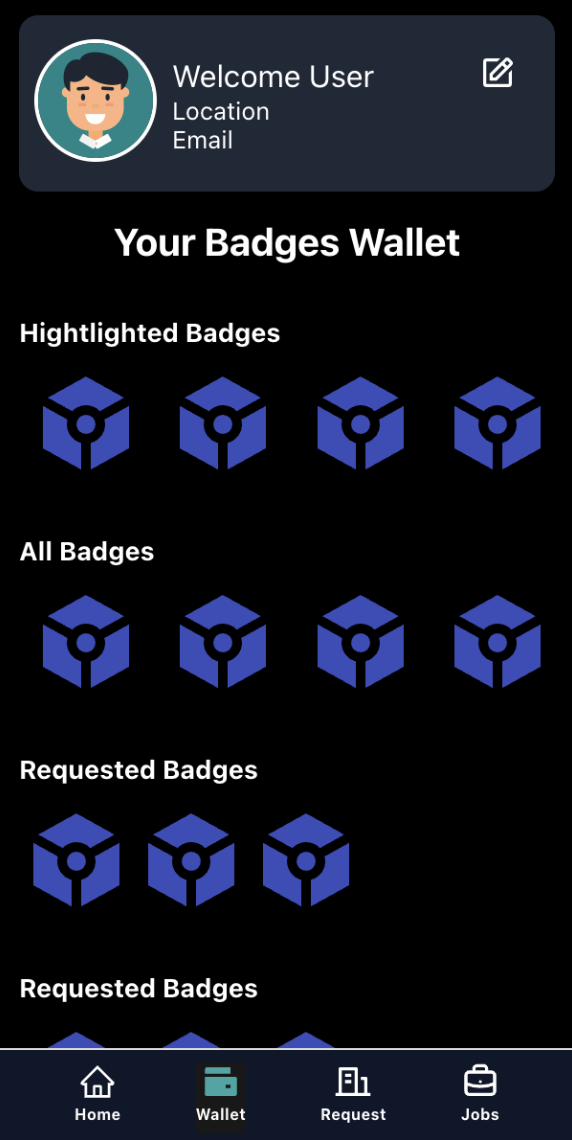 Welcome User
Location
Email
Your Badges Wallet
Hightlighted Badges
All Badges
Requested Badges
Requested Badges
Home
Wallet
Request
Jobs